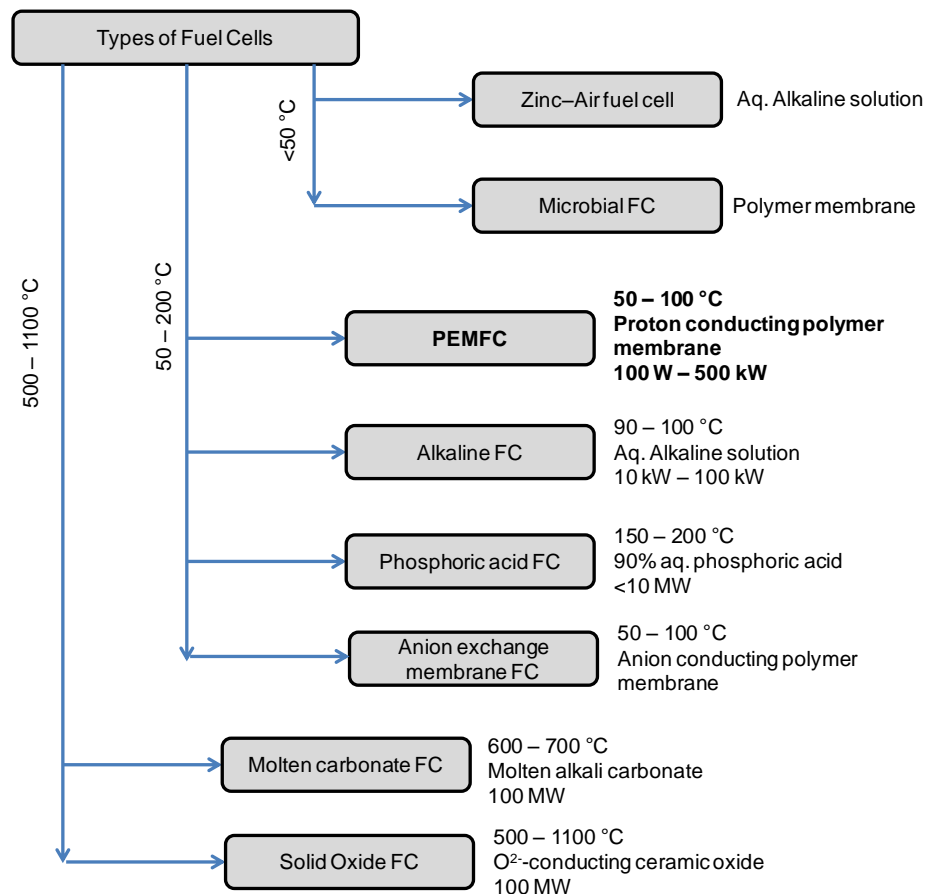 Types of Fuel Cells
<50 °C
Zinc–Air fuel cell
Aq. Alkaline solution
Microbial FC
Polymer membrane
500 – 1100 °C
50 – 200 °C
PEMFC
50 – 100 °C
Proton conducting polymer
membrane
100 W – 500 kW
Alkaline FC
90 – 100 °C
Aq. Alkaline solution
10 kW – 100 kW
Phosphoric acid FC
150 – 200 °C
90% aq. phosphoric acid
<10 MW
Anion exchange
membrane FC
50 – 100 °C
Anion conducting polymer
membrane
Molten carbonate FC
600 – 700 °C
Molten alkali carbonate
100 MW
Solid Oxide FC
500 – 1100 °C
O²⁻-conducting ceramic oxide
100 MW